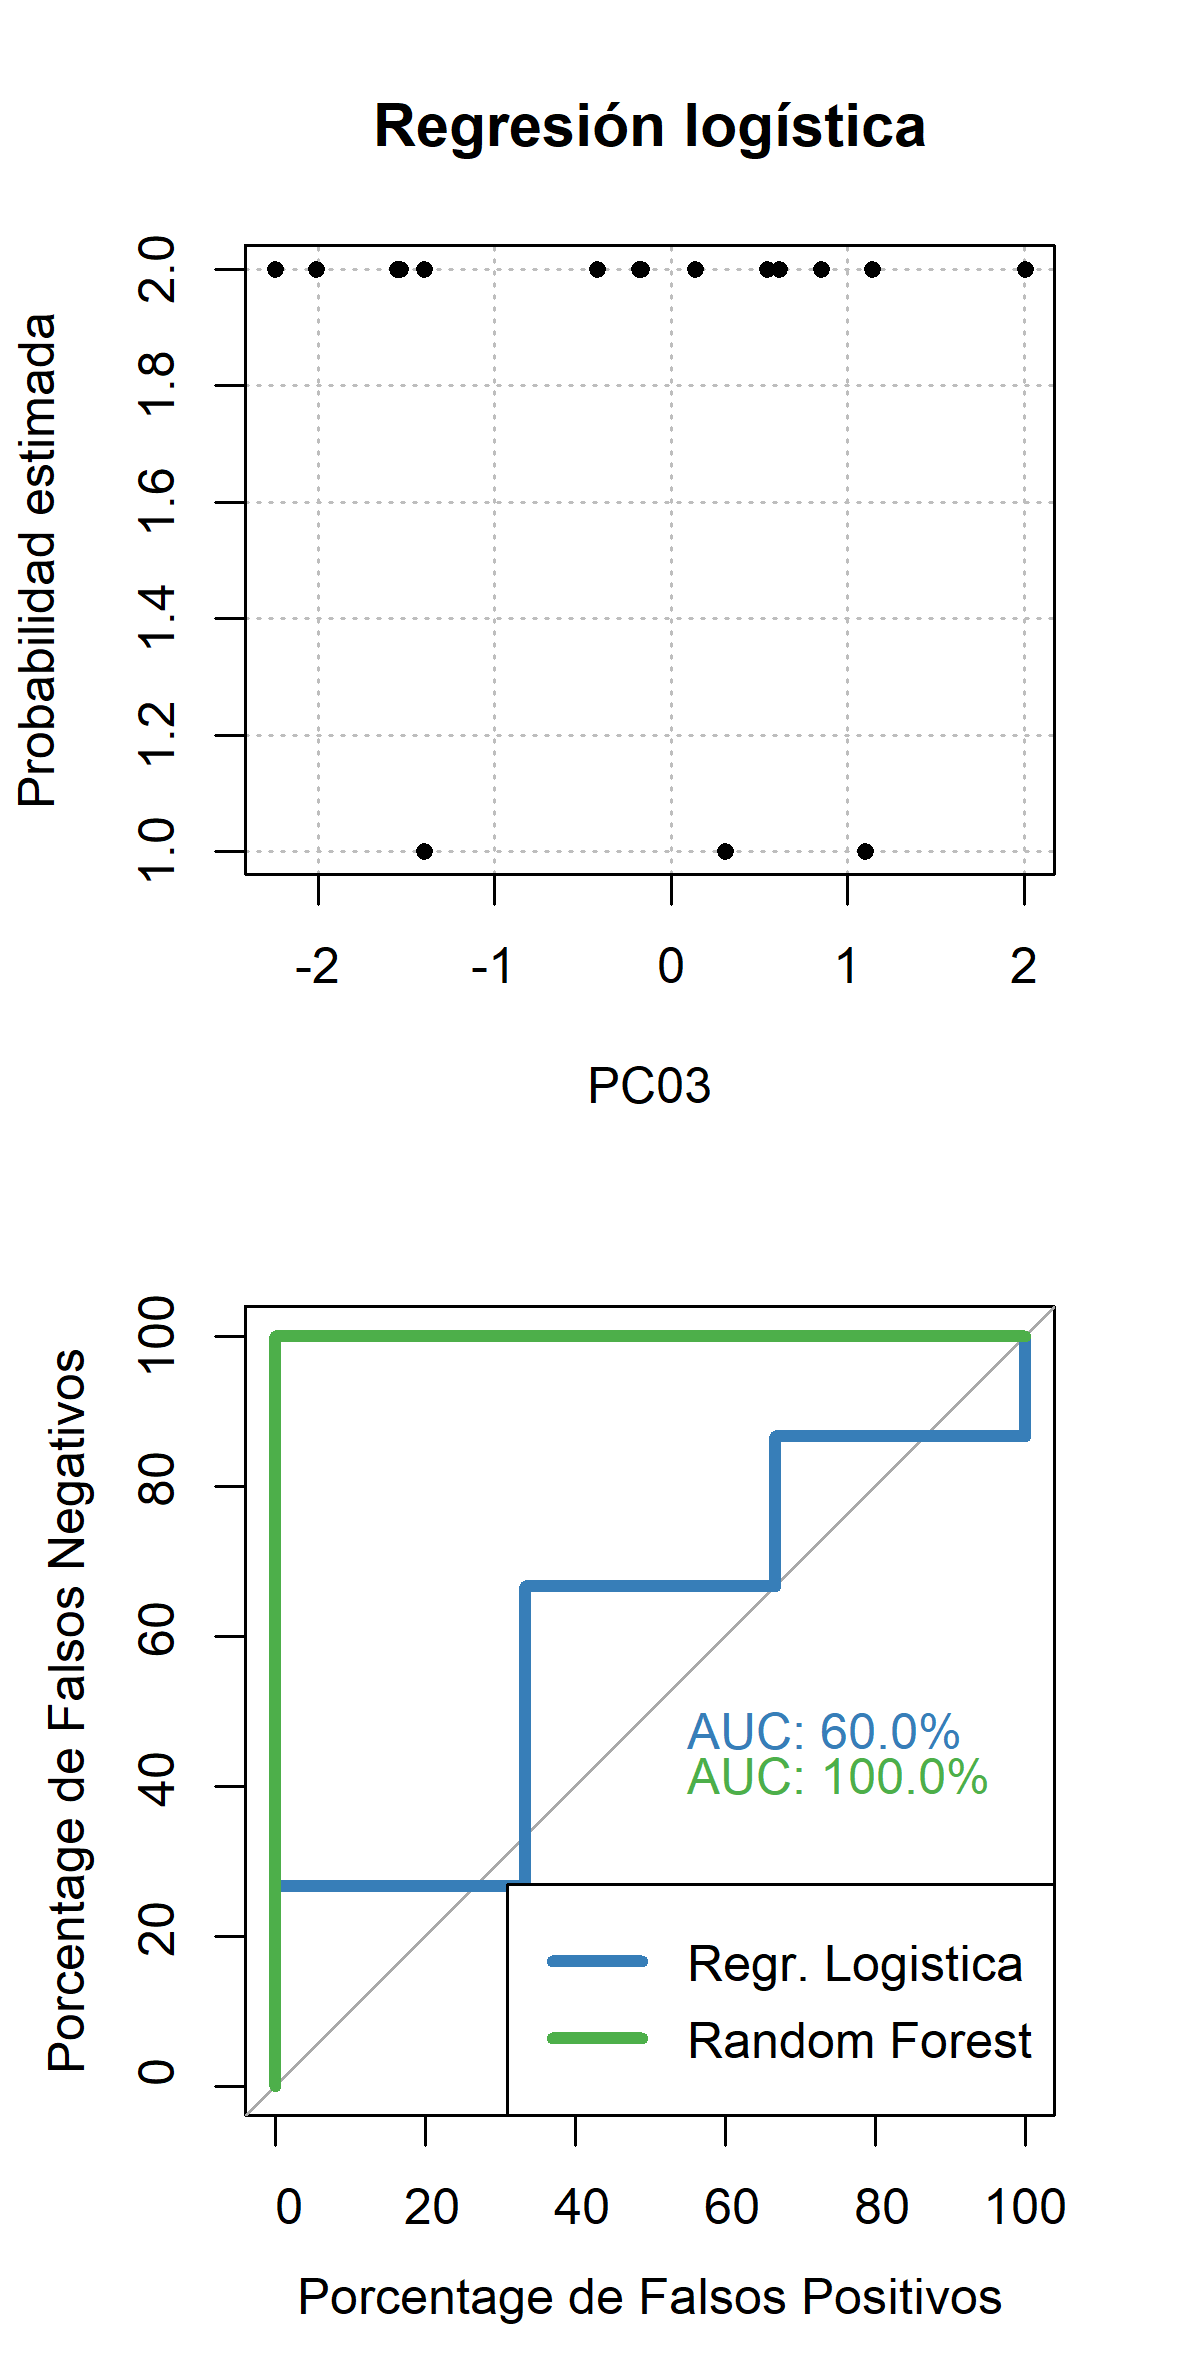 Regresión logística
Probabilidad estimada
2.0
1.8
1.6
1.4
1.2
1.0
-2 -1 0 1 2
PC03
Porcentage de Falsos Negativos
100
80
60
40
20
0
AUC: 60.0%
AUC: 100.0%
Regr. Logistica
Random Forest
0 20 40 60 80 100
Porcentage de Falsos Positivos